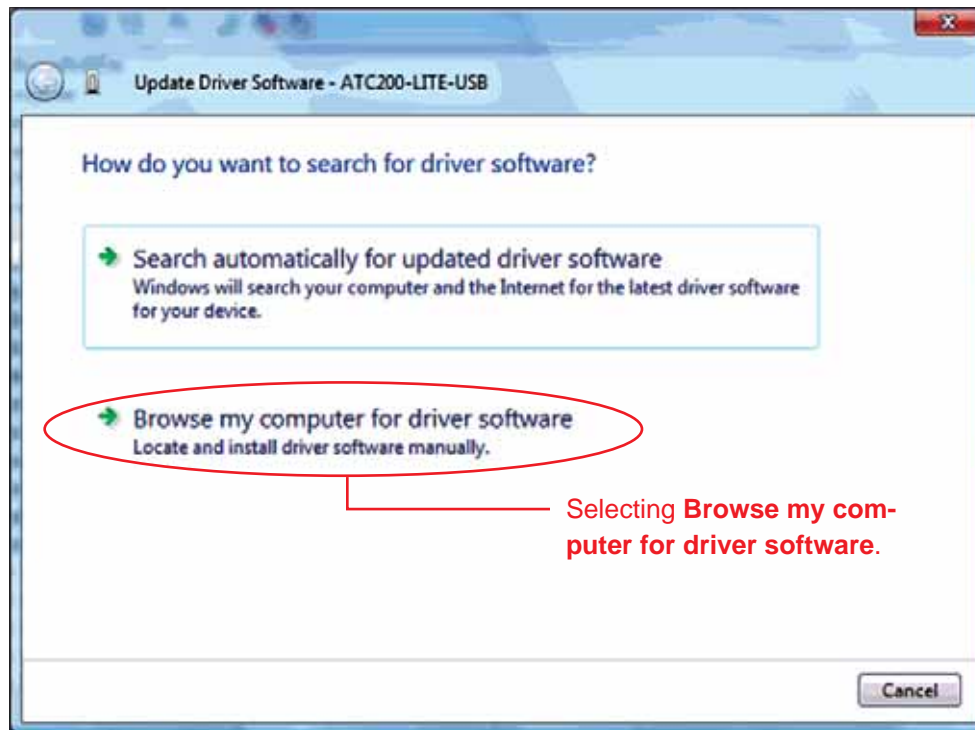 Update Driver Software - ATC200-LITE-USB
How do you want to search for driver software?
Search automatically for updated driver software
Windows will search your computer and the Internet for the latest driver software
for your device.
Browse my computer for driver software
Locate and install driver software manually.
Selecting Browse my com-
puter for driver software.
Cancel